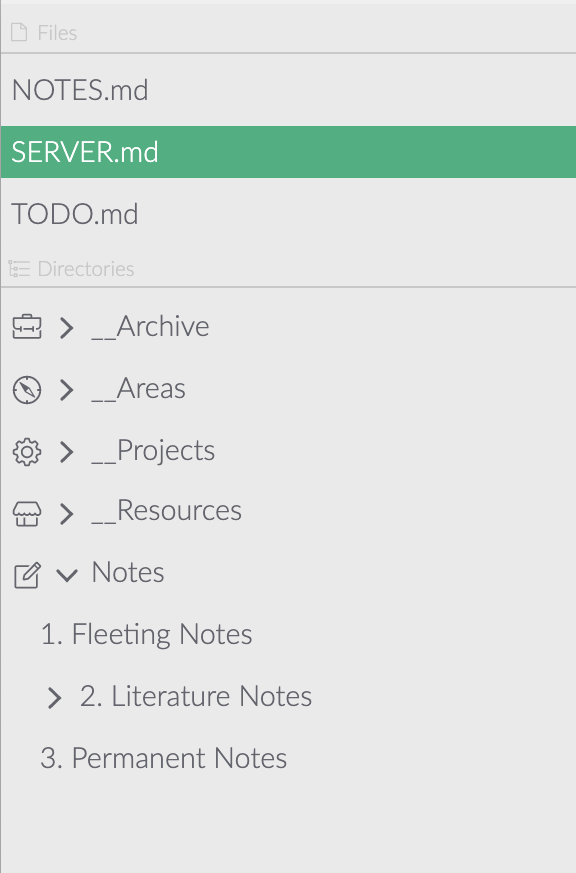 Files
NOTES.md
SERVER.md
TODO.md
Directories
__Archive
__Areas
__Projects
__Resources
Notes
1. Fleeting Notes
2. Literature Notes
3. Permanent Notes